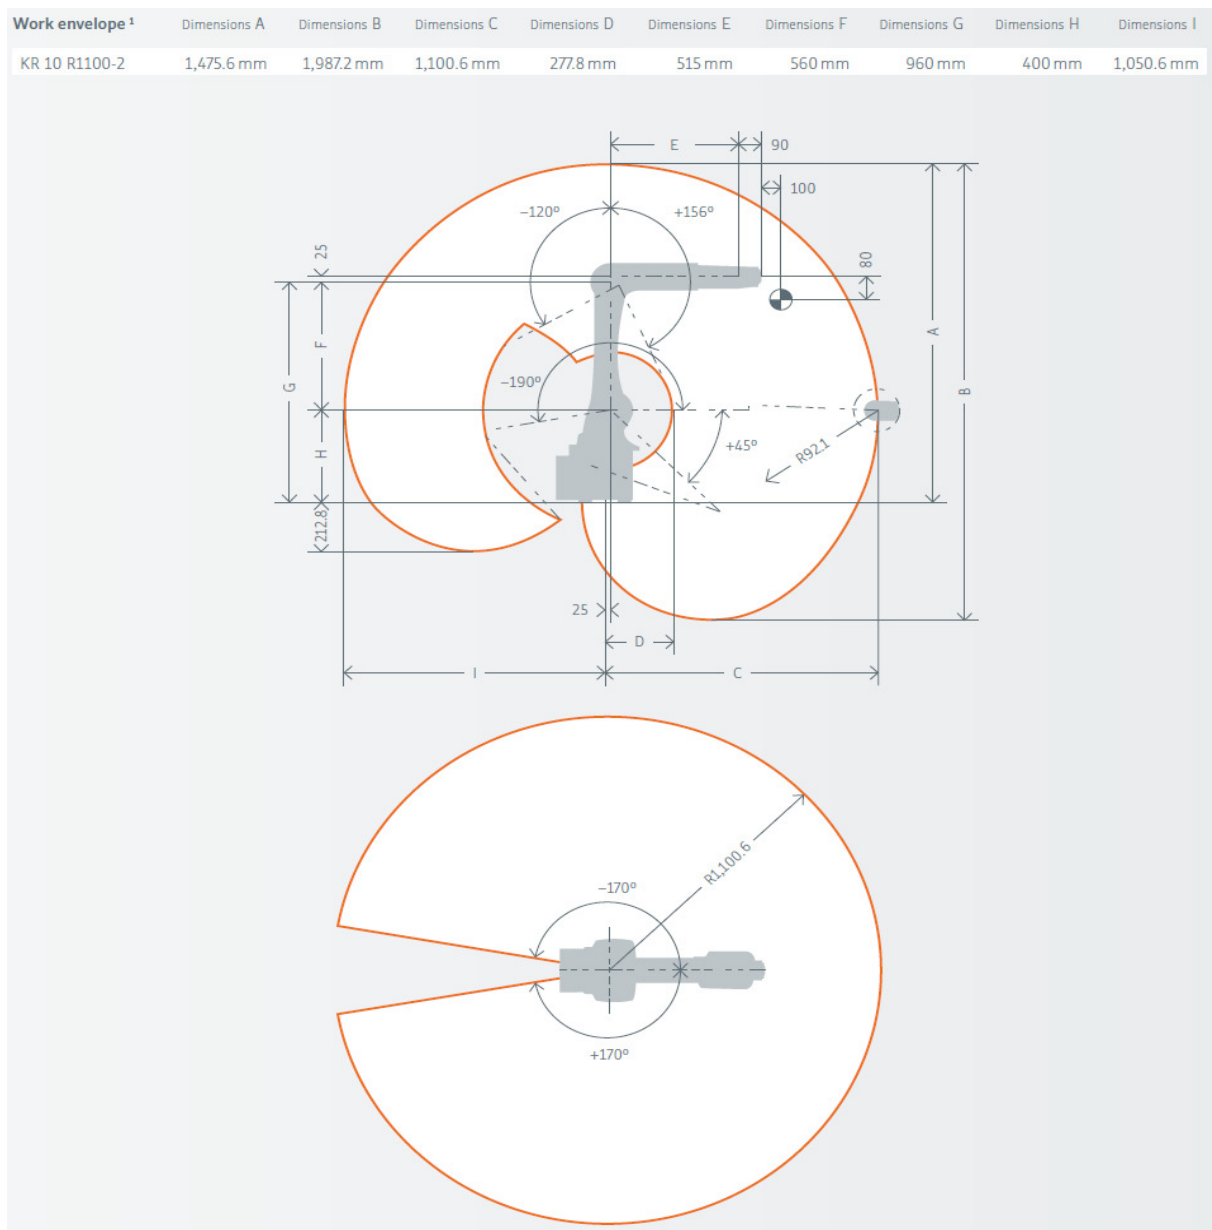 Work envelope ¹ Dimensions A Dimensions B Dimensions C Dimensions D Dimensions E Dimensions F Dimensions G Dimensions H Dimensions I
KR 10 R1100-2 1,475.6 mm 1,987.2 mm 1,100.6 mm 277.8 mm 515 mm 560 mm 960 mm 400 mm 1,050.6 mm
E 90
100
–120° +156°
25
80
F
A
G
–190°
B
+45°
R92.1
H
212.8
25
D
I C
R1,100.6
–170°
+170°